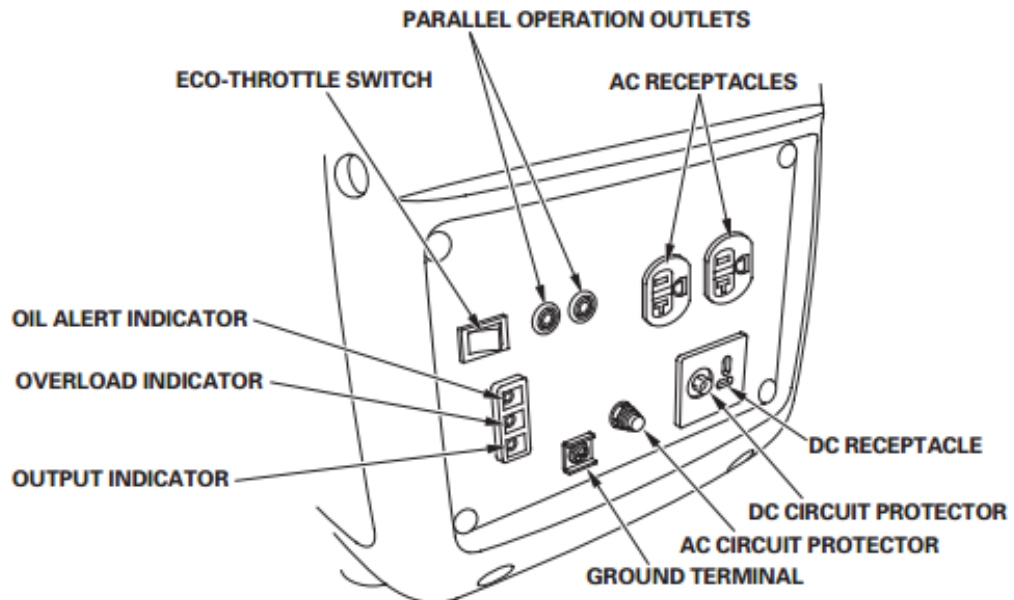 PARALLEL OPERATION OUTLETS
ECO-THROTTLE SWITCH
AC RECEPTACLES
OIL ALERT INDICATOR
OVERLOAD INDICATOR
OUTPUT INDICATOR
DC RECEPTACLE
DC CIRCUIT PROTECTOR
AC CIRCUIT PROTECTOR
GROUND TERMINAL